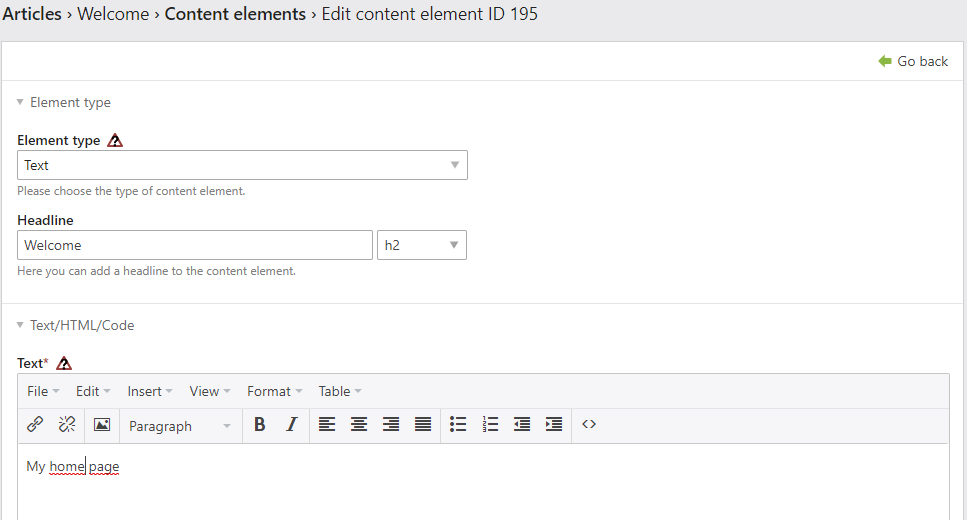 Articles › Welcome › Content elements › Edit content element ID 195
Go back
Element type
Element type
Text
Please choose the type of content element.
Headline
Welcome h2
Here you can add a headline to the content element.
Text/HTML/Code
Text*
File Edit Insert View Format Table
Paragraph B I <>
My home page